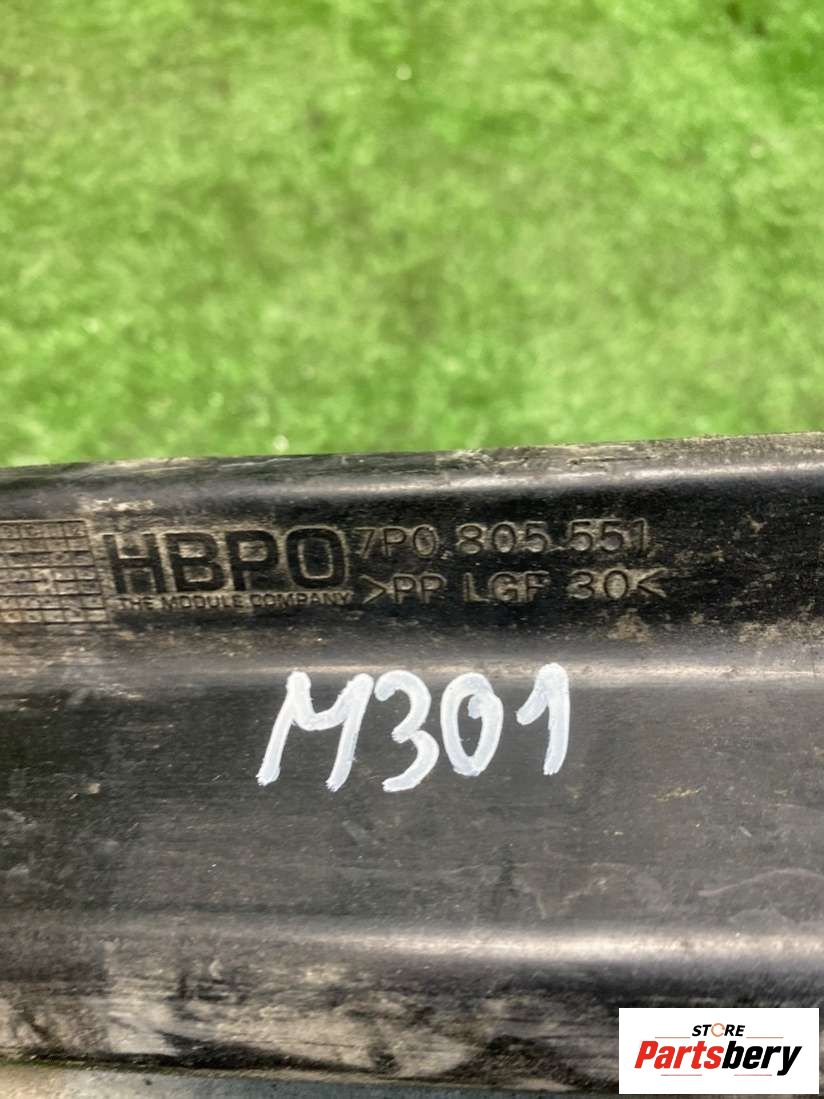 HBPO 7P0.805.551
THE MODULE COMPANY >PP LGF 30<
M301
STORE
Partsbery